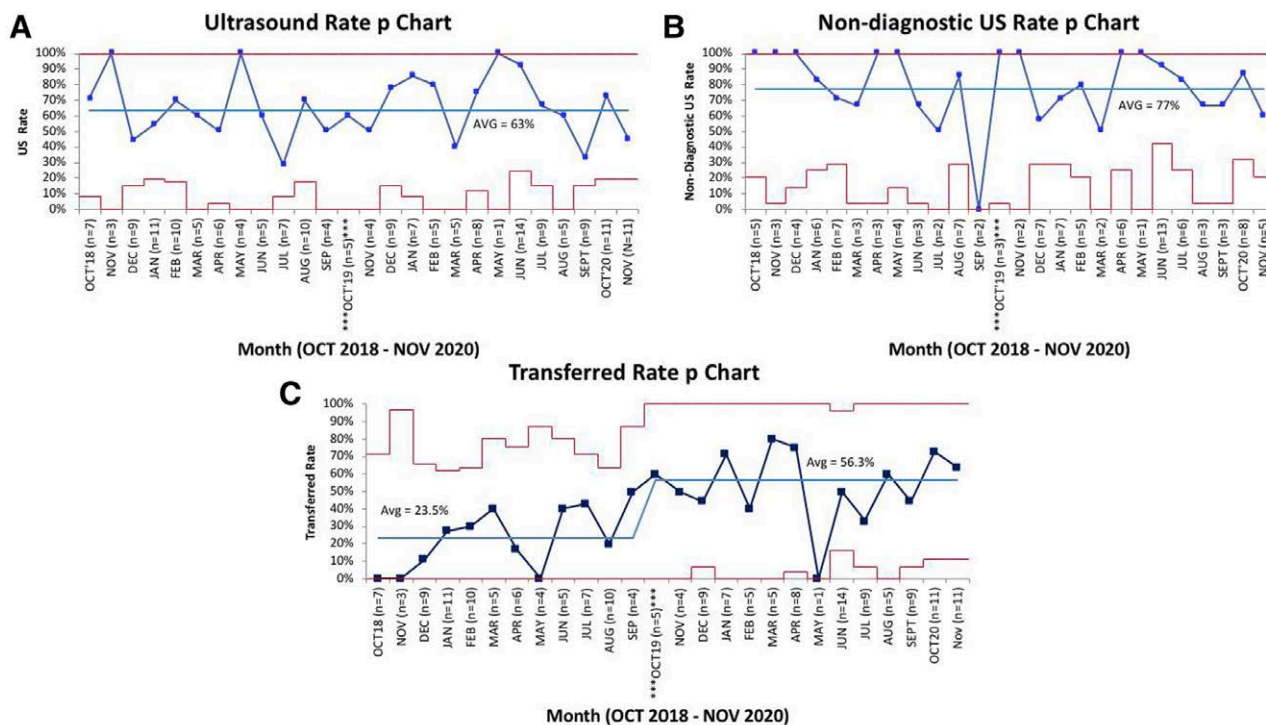 A
Ultrasound Rate p Chart
100%
90%
80%
70%
60%
50%
40%
30%
20%
10%
0%
US Rate
AVG = 63%
OCT'18 (n=7)
NOV (n=3)
DEC (n=9)
JAN (n=11)
FEB (n=10)
MAR (n=5)
APR (n=6)
MAY (n=4)
JUN (n=5)
JUL (n=7)
AUG (n=10)
SEP (n=4)
***OCT'19 (n=5)***
NOV (n=4)
DEC (n=9)
JAN (n=7)
FEB (n=5)
MAR (n=5)
APR (n=8)
MAY (n=1)
JUN (n=14)
JUL (n=9)
AUG (n=5)
SEPT (n=9)
OCT'20 (n=11)
NOV (N=11)
Month (OCT 2018 - NOV 2020)
B
Non-diagnostic US Rate p Chart
100%
90%
80%
70%
60%
50%
40%
30%
20%
10%
0%
Non-Diagnostic US Rate
AVG = 77%
OCT'18 (n=5)
NOV (n=3)
DEC (n=4)
JAN (n=6)
FEB (n=7)
MAR (n=3)
APR (n=3)
MAY (n=4)
JUN (n=3)
JUL (n=2)
AUG (n=7)
SEP (n=2)
***OCT'19 (n=3)***
NOV (n=2)
DEC (n=7)
JAN (n=7)
FEB (n=5)
MAR (n=2)
APR (n=6)
MAY (n=1)
JUN (n=13)
JUL (n=6)
AUG (n=3)
SEPT (n=3)
OCT'20 (n=8)
NOV (n=5)
Month (OCT 2018 - NOV 2020)
C
Transferred Rate p Chart
100%
90%
80%
70%
60%
50%
40%
30%
20%
10%
0%
Transferred Rate
Avg = 23.5%
Avg = 56.3%
OCT18 (n=7)
NOV (n=3)
DEC (n=9)
JAN (n=11)
FEB (n=10)
MAR (n=5)
APR (n=6)
MAY (n=4)
JUN (n=5)
JUL (n=7)
AUG (n=10)
SEP (n=4)
***OCT19 (n=5)***
NOV (n=4)
DEC (n=9)
JAN (n=7)
FEB (n=5)
MAR (n=5)
APR (n=8)
MAY (n=1)
JUN (n=14)
JUL (n=9)
AUG (n=5)
SEPT (n=9)
OCT20 (n=11)
Nov (n=11)
Month (OCT 2018 - NOV 2020)